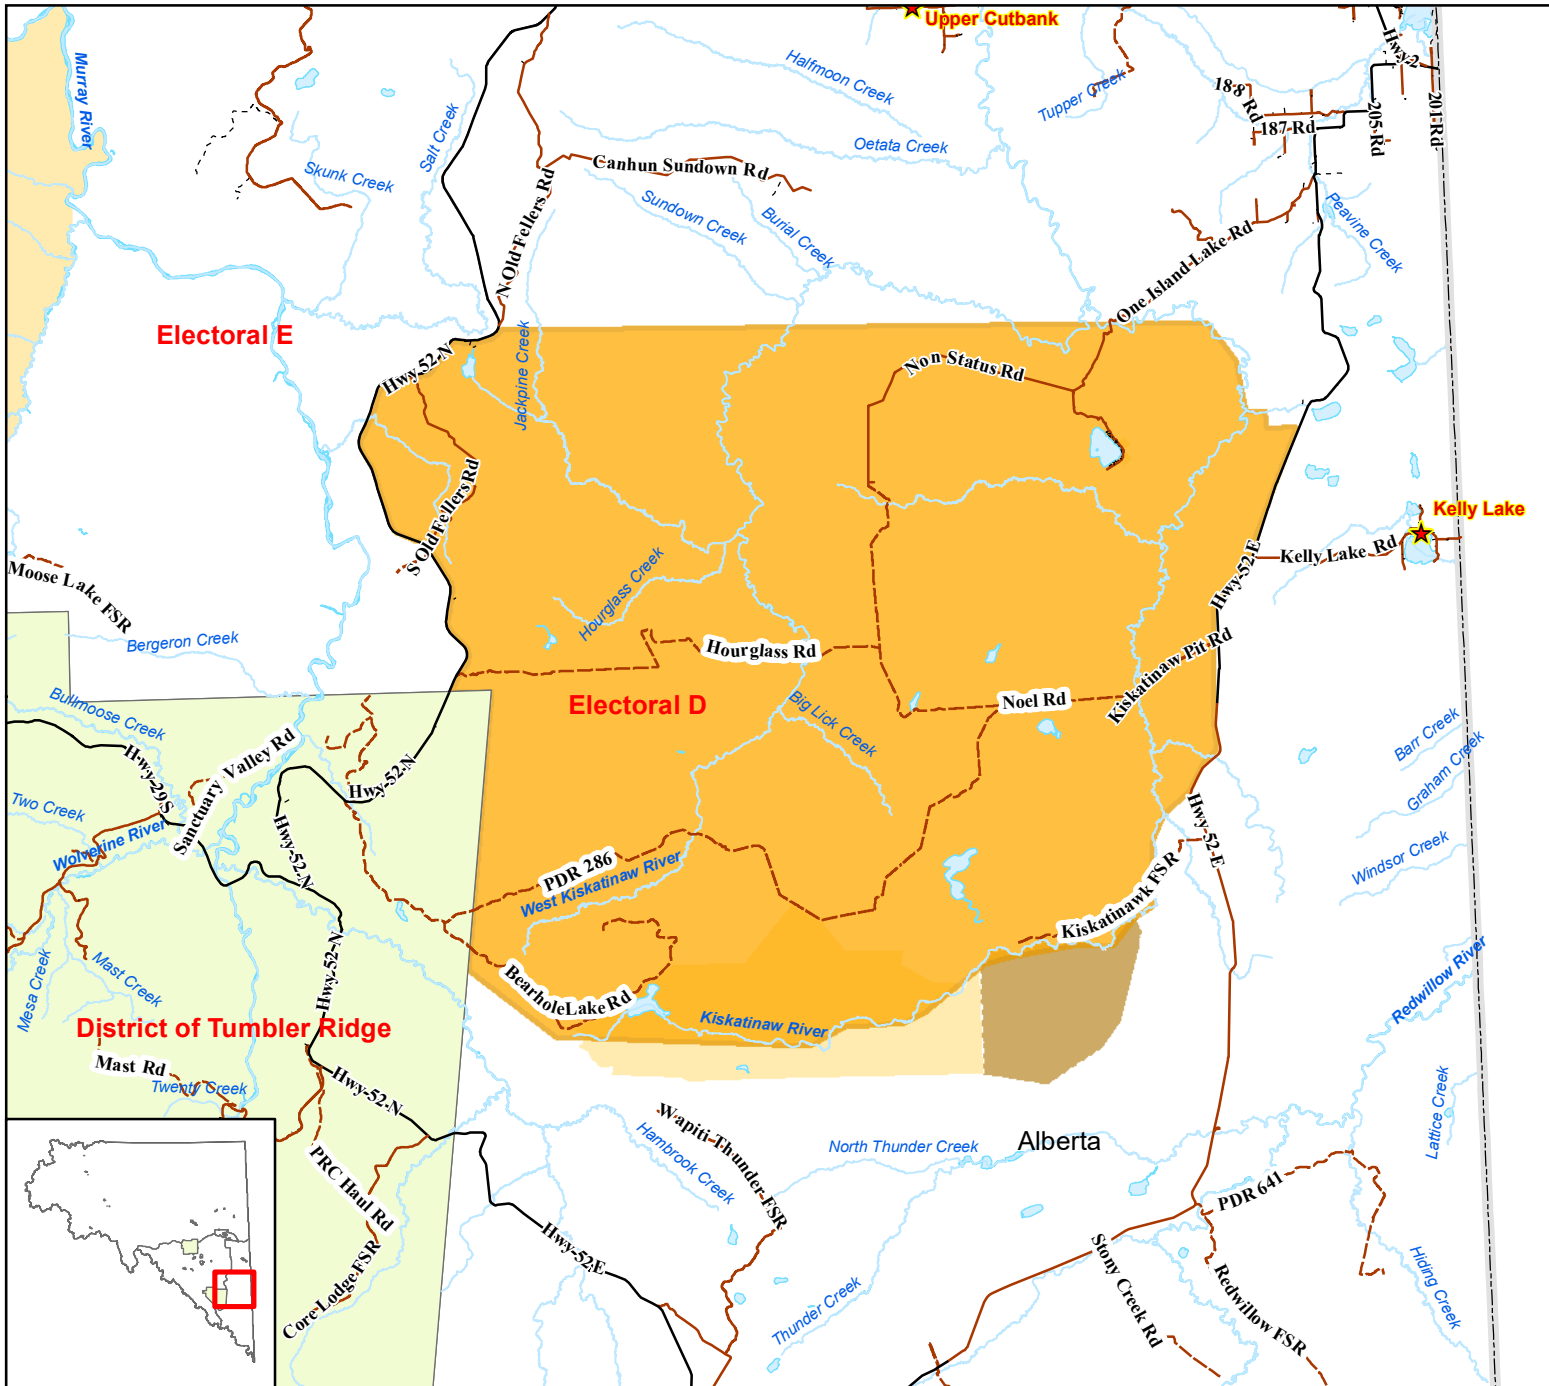 Upper Cutbank
Murray River
Halfmoon Creek
Tupper Creek
Hwy 2
188 Rd
187 Rd
205 Rd
201 Rd
Salt Creek
Skunk Creek
Oetata Creek
Canhun Sundown Rd
Sundown Creek
Burial Creek
N Old Fellers Rd
Peavine Creek
One Island Lake Rd
Electoral E
Jackpine Creek
Hwy 52 N
Non Status Rd
S Old Fellers Rd
Kelly Lake
Kelly Lake Rd
Hwy-52 E
Moose Lake FSR
Bergeron Creek
Hourglass Creek
Hourglass Rd
Kiskatinaw Pit Rd
Noel Rd
Electoral D
Big Lick Creek
Bullmoose Creek
Sanctuary Valley Rd
Hwy-29 S
Hwy-52-N
Barr Creek
Graham Creek
Two Creek
Wolverine River
Hwy-52-N
Hwy-52-E
Windsor Creek
PDR 286
West Kiskatinaw River
Kiskatinawk FSR
Mesa Creek
Mast Creek
Hwy-52-N
Bearhole Lake Rd
Redwillow River
District of Tumbler Ridge
Kiskatinaw River
Mast Rd
Twenty Creek
Hwy-52-N
Wapiti Thunder FSR
Hambrook Creek
North Thunder Creek
Alberta
Lattice Creek
PRC Haul Rd
PDR 641
Hwy-52 E
Core Lodge FSR
Thunder Creek
Stony Creek Rd
Redwillow FSR
Hiding Creek